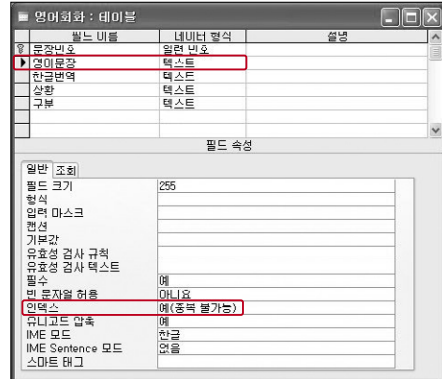 영어회화 : 테이블
필드 이름 데이터 형식 설명
문장번호 일련 번호
영어문장 텍스트
한글번역 텍스트
상황 텍스트
구분 텍스트
필드 속성
일반 조회
필드 크기 255
형식
입력 마스크
캡션
기본값
유효성 검사 규칙
유효성 검사 텍스트
필수 예
빈 문자열 허용 아니요
인덱스 예(중복 불가능)
유니코드 압축 예
IME 모드 한글
IME Sentence 모드 없음
스마트 태그